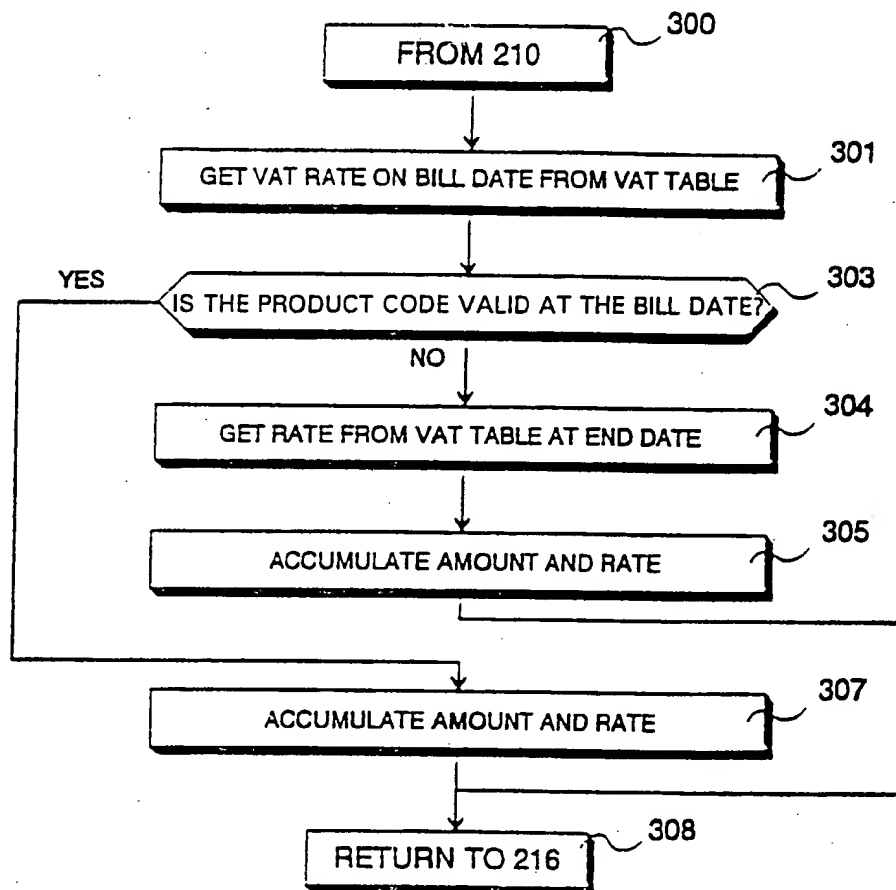 300
FROM 210
301
GET VAT RATE ON BILL DATE FROM VAT TABLE
YES
303
IS THE PRODUCT CODE VALID AT THE BILL DATE?
NO
304
GET RATE FROM VAT TABLE AT END DATE
305
ACCUMULATE AMOUNT AND RATE
307
ACCUMULATE AMOUNT AND RATE
308
RETURN TO 216